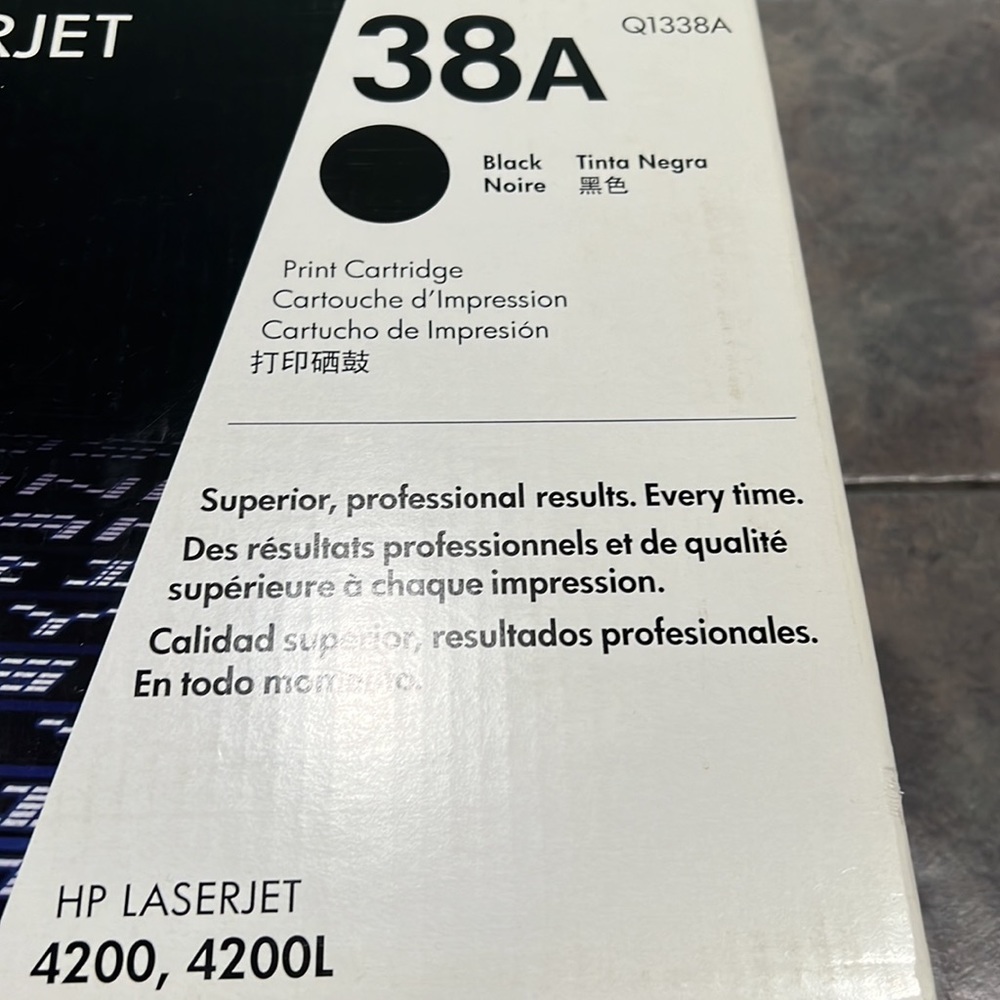 RJET
38A
Q1338A
Black Tinta Negra
Noire 黑色
Print Cartridge
Cartouche d'Impression
Cartucho de Impresión
打印硒鼓
Superior, professional results. Every time.
Des résultats professionnels et de qualité
supérieure à chaque impression.
Calidad superior, resultados profesionales.
En todo momento.
HP LASERJET
4200, 4200L